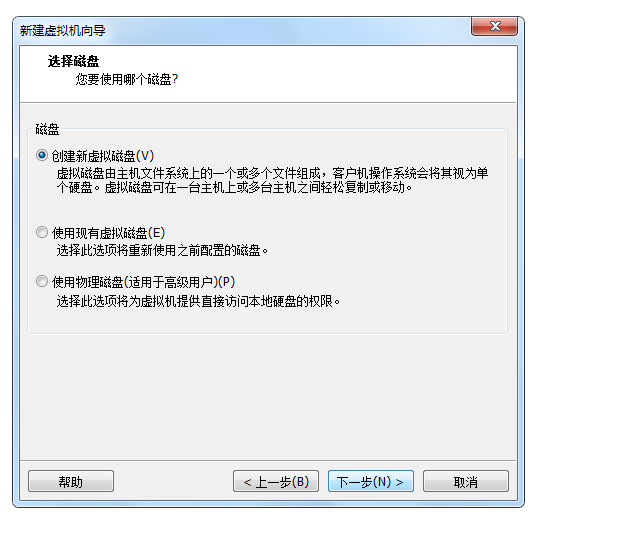 新建虚拟机向导
选择磁盘
您要使用哪个磁盘?
磁盘
创建新虚拟磁盘(V)
虚拟磁盘由主机文件系统上的一个或多个文件组成，客户机操作系统会将其视为单
个硬盘。虚拟磁盘可在一台主机上或多台主机之间轻松复制或移动。
使用现有虚拟磁盘(E)
选择此选项将重新使用之前配置的磁盘。
使用物理磁盘(适用于高级用户)(P)
选择此选项将为虚拟机提供直接访问本地硬盘的权限。
帮助
< 上一步(B)
下一步(N) >
取消